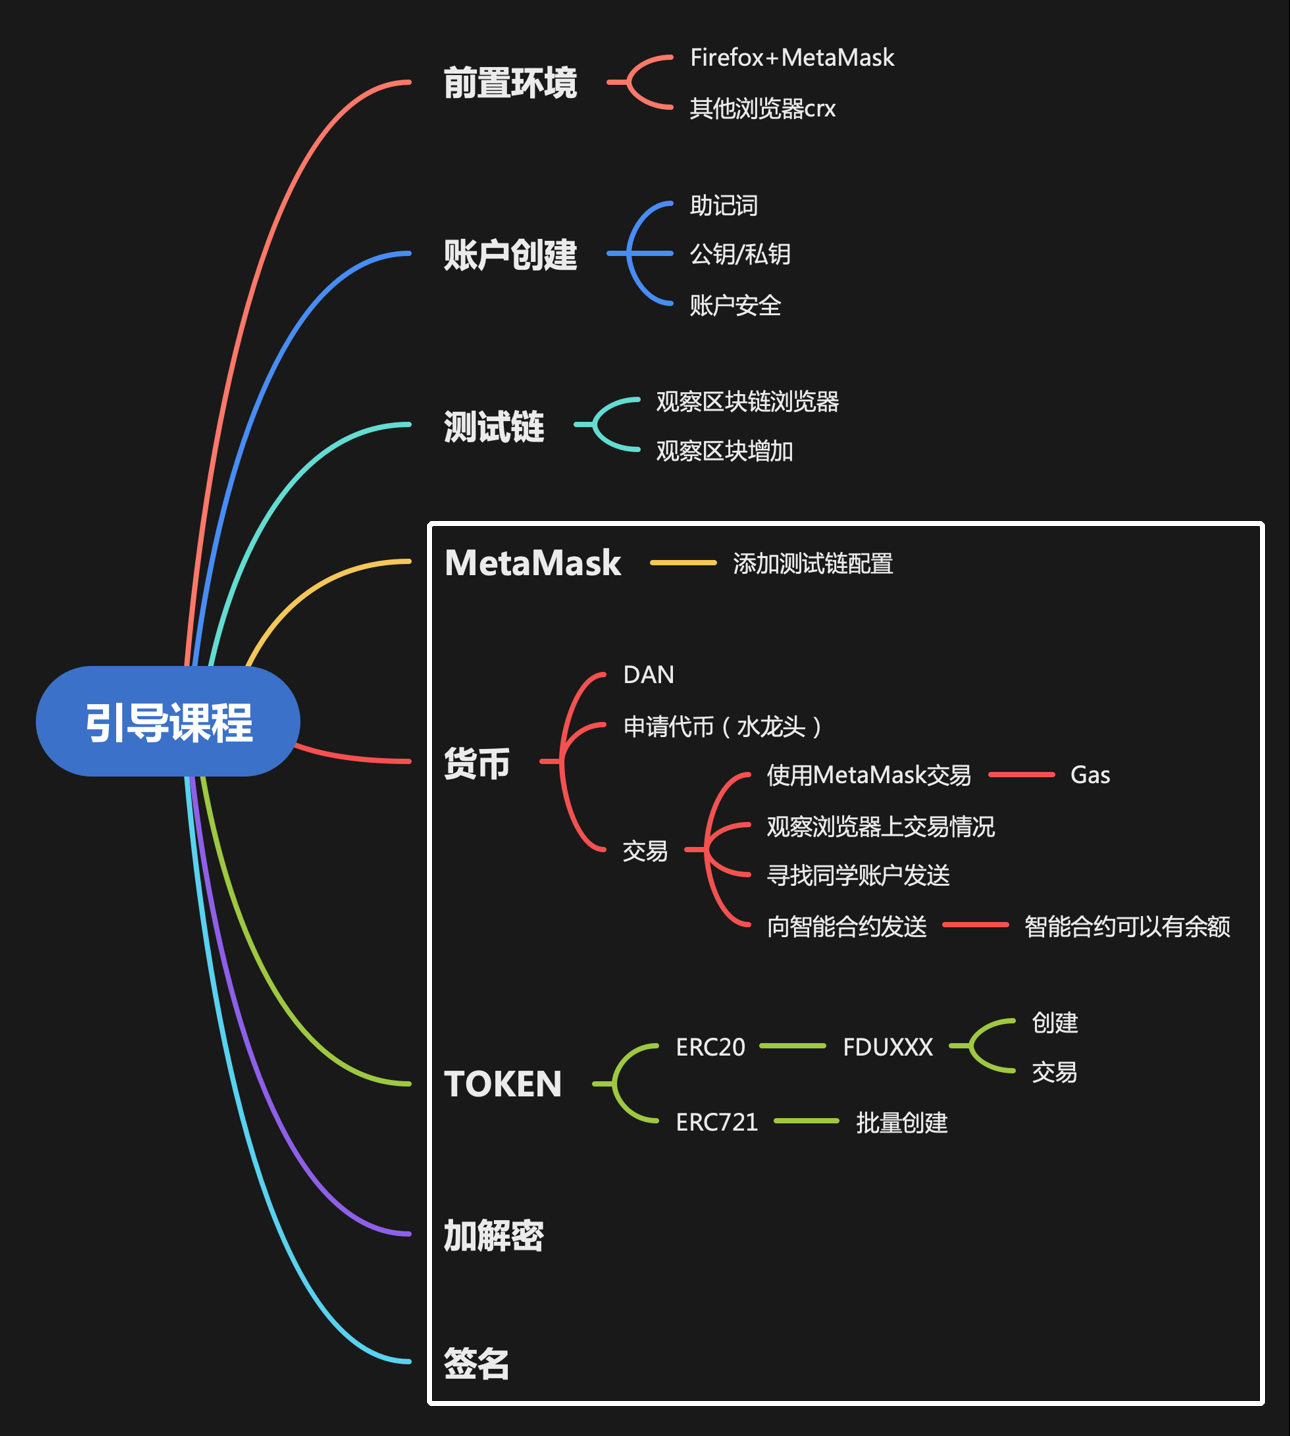 引导课程
前置环境
Firefox+MetaMask
其他浏览器crx
账户创建
助记词
公钥/私钥
账户安全
测试链
观察区块链浏览器
观察区块增加
MetaMask
添加测试链配置
货币
DAN
申请代币（水龙头）
交易
使用MetaMask交易
Gas
观察浏览器上交易情况
寻找同学账户发送
向智能合约发送
智能合约可以有余额
TOKEN
ERC20
FDUXXX
创建
交易
ERC721
批量创建
加解密
签名